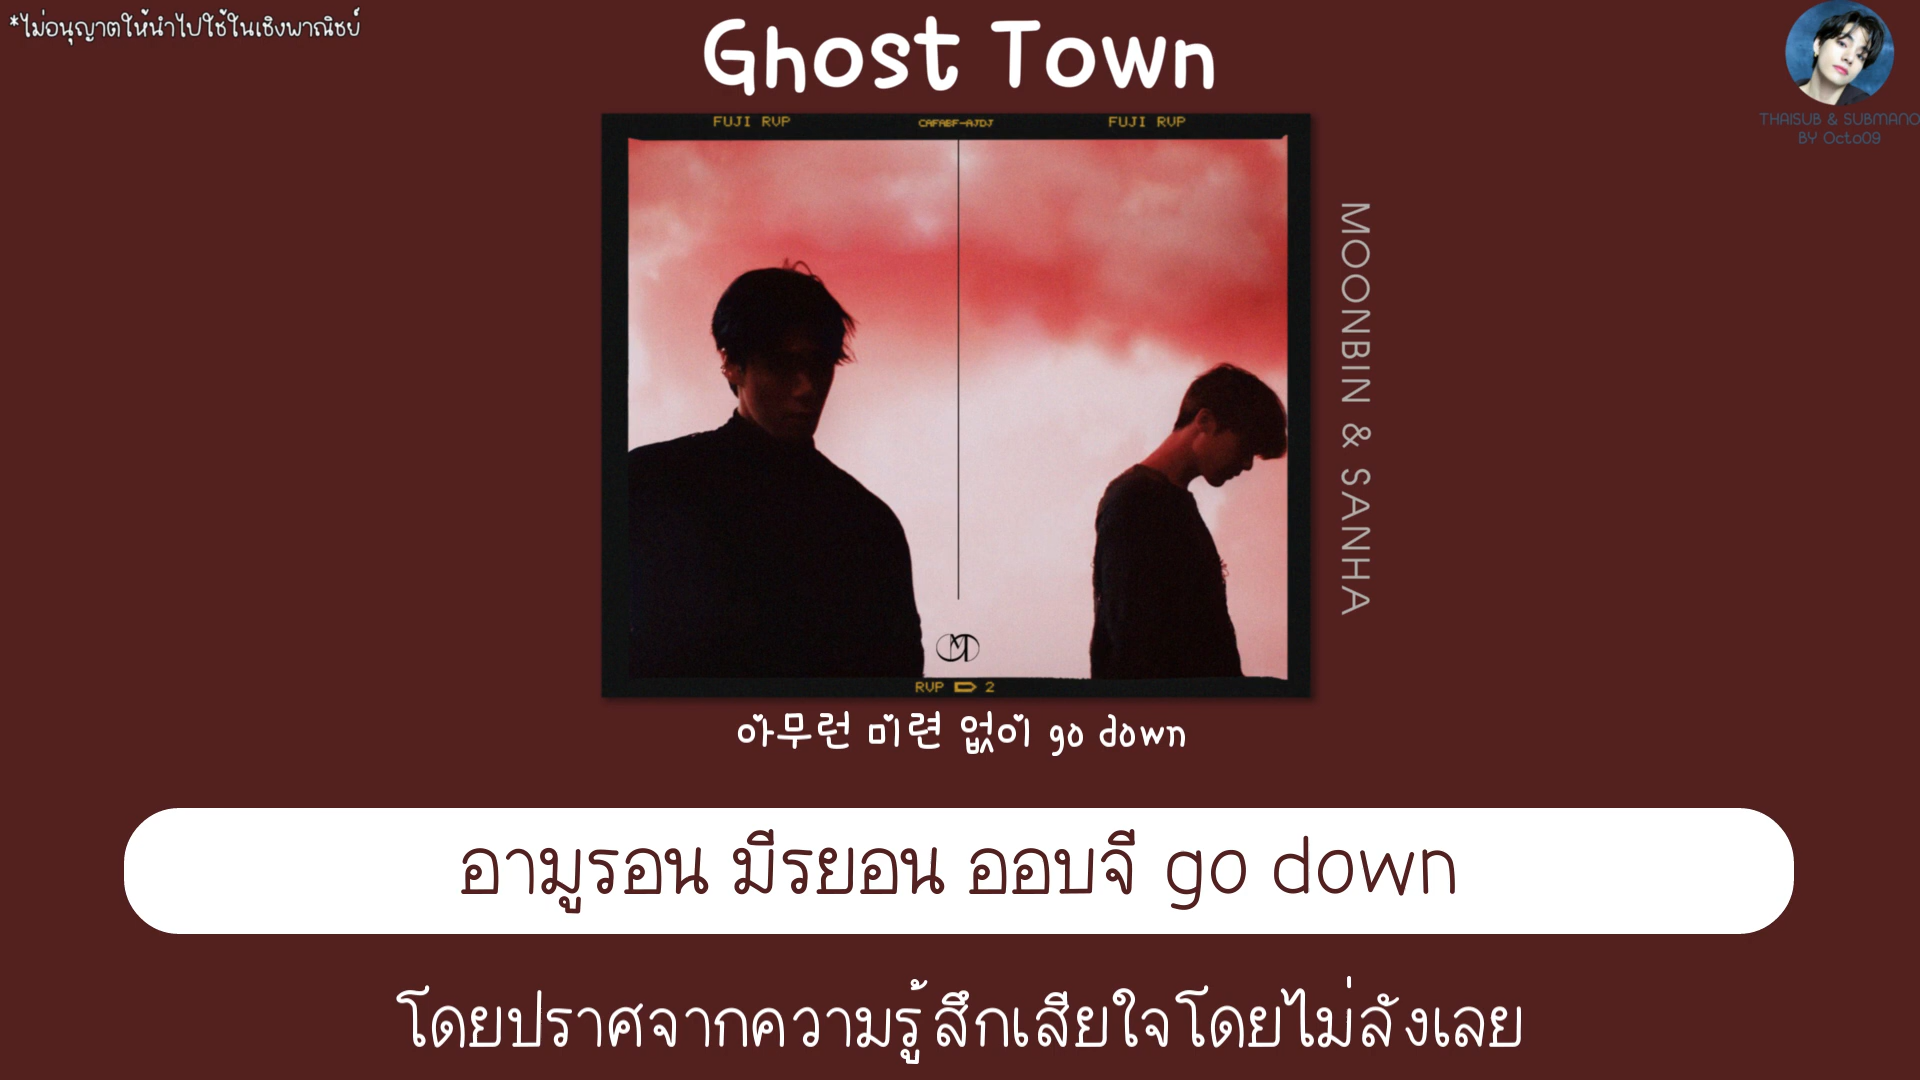 *ไม่อนุญาตให้นำไปใช้ในเชิงพาณิชย์
Ghost Town
THAISUB & SUBMANO
BY Octo09
FUJI RVP CAFABF-AJDJ FUJI RVP
MOONBIN & SANHA
RVP 2
아무런 미련 없이 go down
อามูรอน มีรยอน ออบจี go down
โดยปราศจากความรู้สึกเสียใจโดยไม่ลังเลย